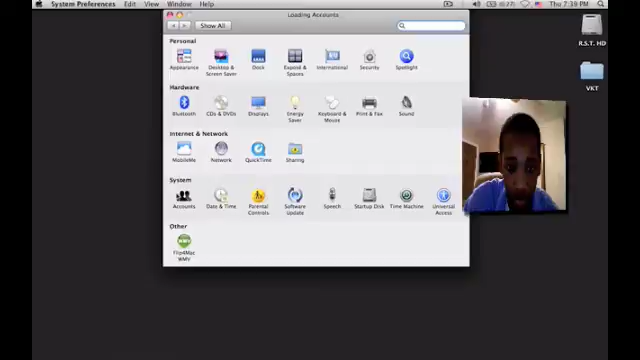 System Preferences Edit View Window Help
Thu 7:39 PM
Loading Accounts
Show All
Personal
Appearance
Desktop & Screen Saver
Dock
Exposé & Spaces
International
Security
Spotlight
Hardware
Bluetooth
CDs & DVDs
Displays
Energy Saver
Keyboard & Mouse
Print & Fax
Sound
Internet & Network
MobileMe
Network
QuickTime
Sharing
System
Accounts
Date & Time
Parental Controls
Software Update
Speech
Startup Disk
Time Machine
Universal Access
Other
Flip4Mac WMV
R.S.T. HD
VKT